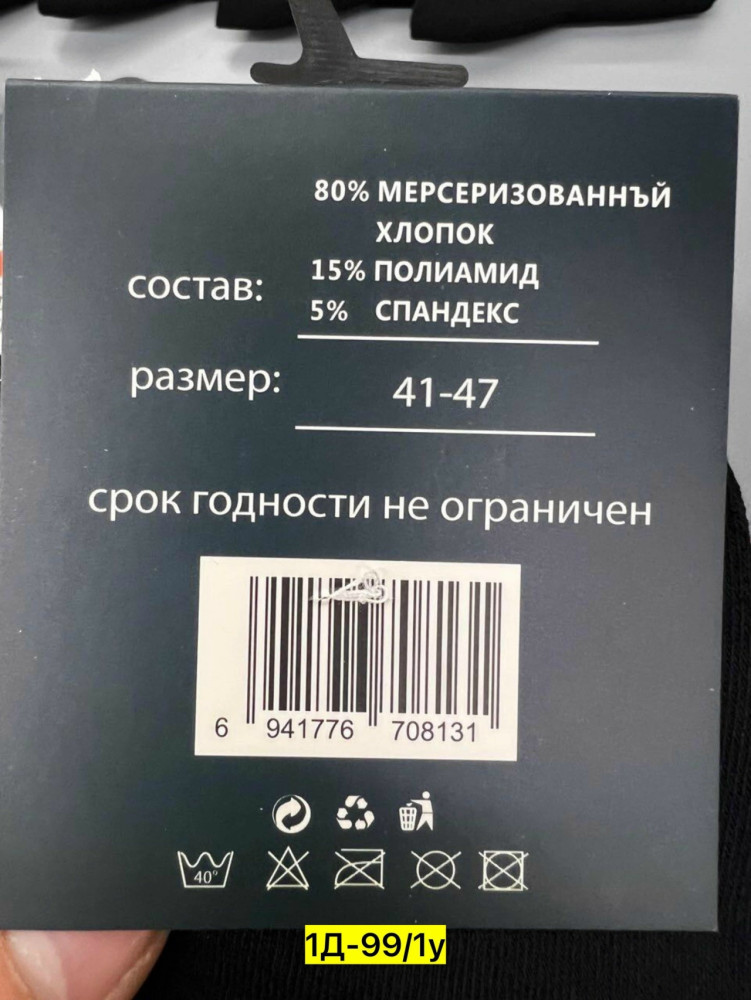 80% МЕРСЕРИЗОВАННЪЙ
ХЛОПОК
состав:
15% ПОЛИАМИД
5% СПАНДЕКС
размер:
41-47
срок годности не ограничен
6 941776 708131
40°
1Д-99/1у